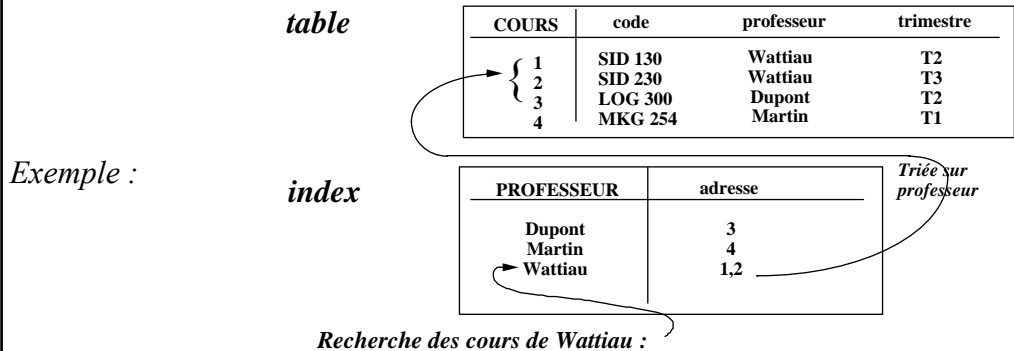 table
COURS code professeur trimestre
1 SID 130 Wattiau T2
2 SID 230 Wattiau T3
3 LOG 300 Dupont T2
4 MKG 254 Martin T1
Exemple :
index
Triée sur
professeur
PROFESSEUR adresse
Dupont 3
Martin 4
Wattiau 1,2
Recherche des cours de Wattiau :